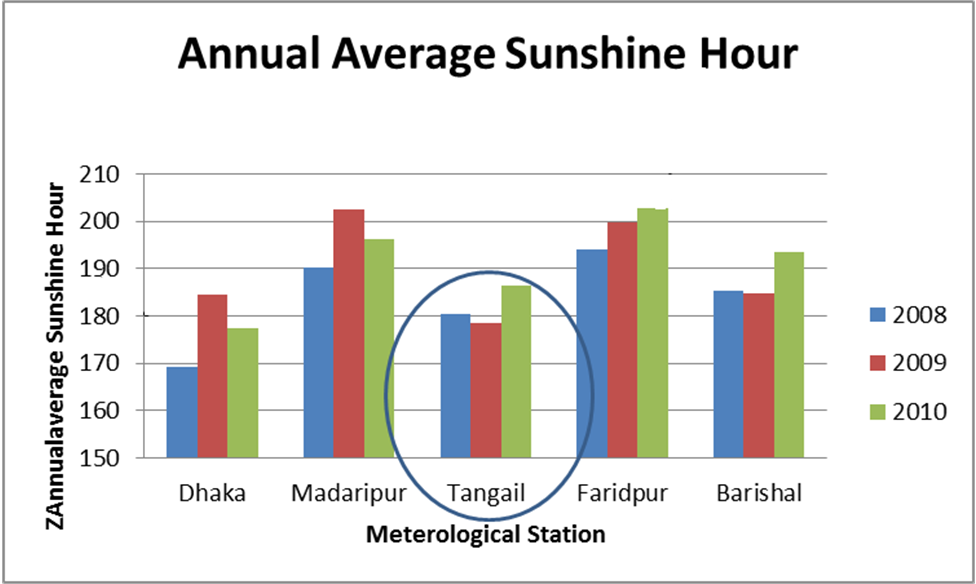 Annual Average Sunshine Hour
ZAnnualaverage Sunshine Hour
210
200
190
180
170
160
150
Dhaka Madaripur Tangail Faridpur Barishal
Meterological Station
2008
2009
2010